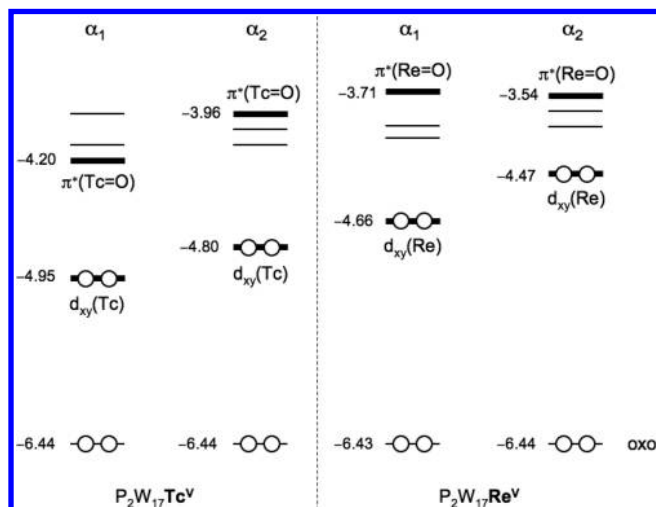 α₁ α₂ α₁ α₂
π*(Re=O) π*(Re=O)
π*(Tc=O) −3.71 −3.54
−3.96
−4.20
π*(Tc=O) −4.47
dxy(Re)
−4.66
−4.80 dxy(Re)
−4.95 dxy(Tc)
dxy(Tc)
−6.44 −6.44 −6.43 −6.44 oxo
P₂W₁₇Tcⱽ P₂W₁₇Reⱽ